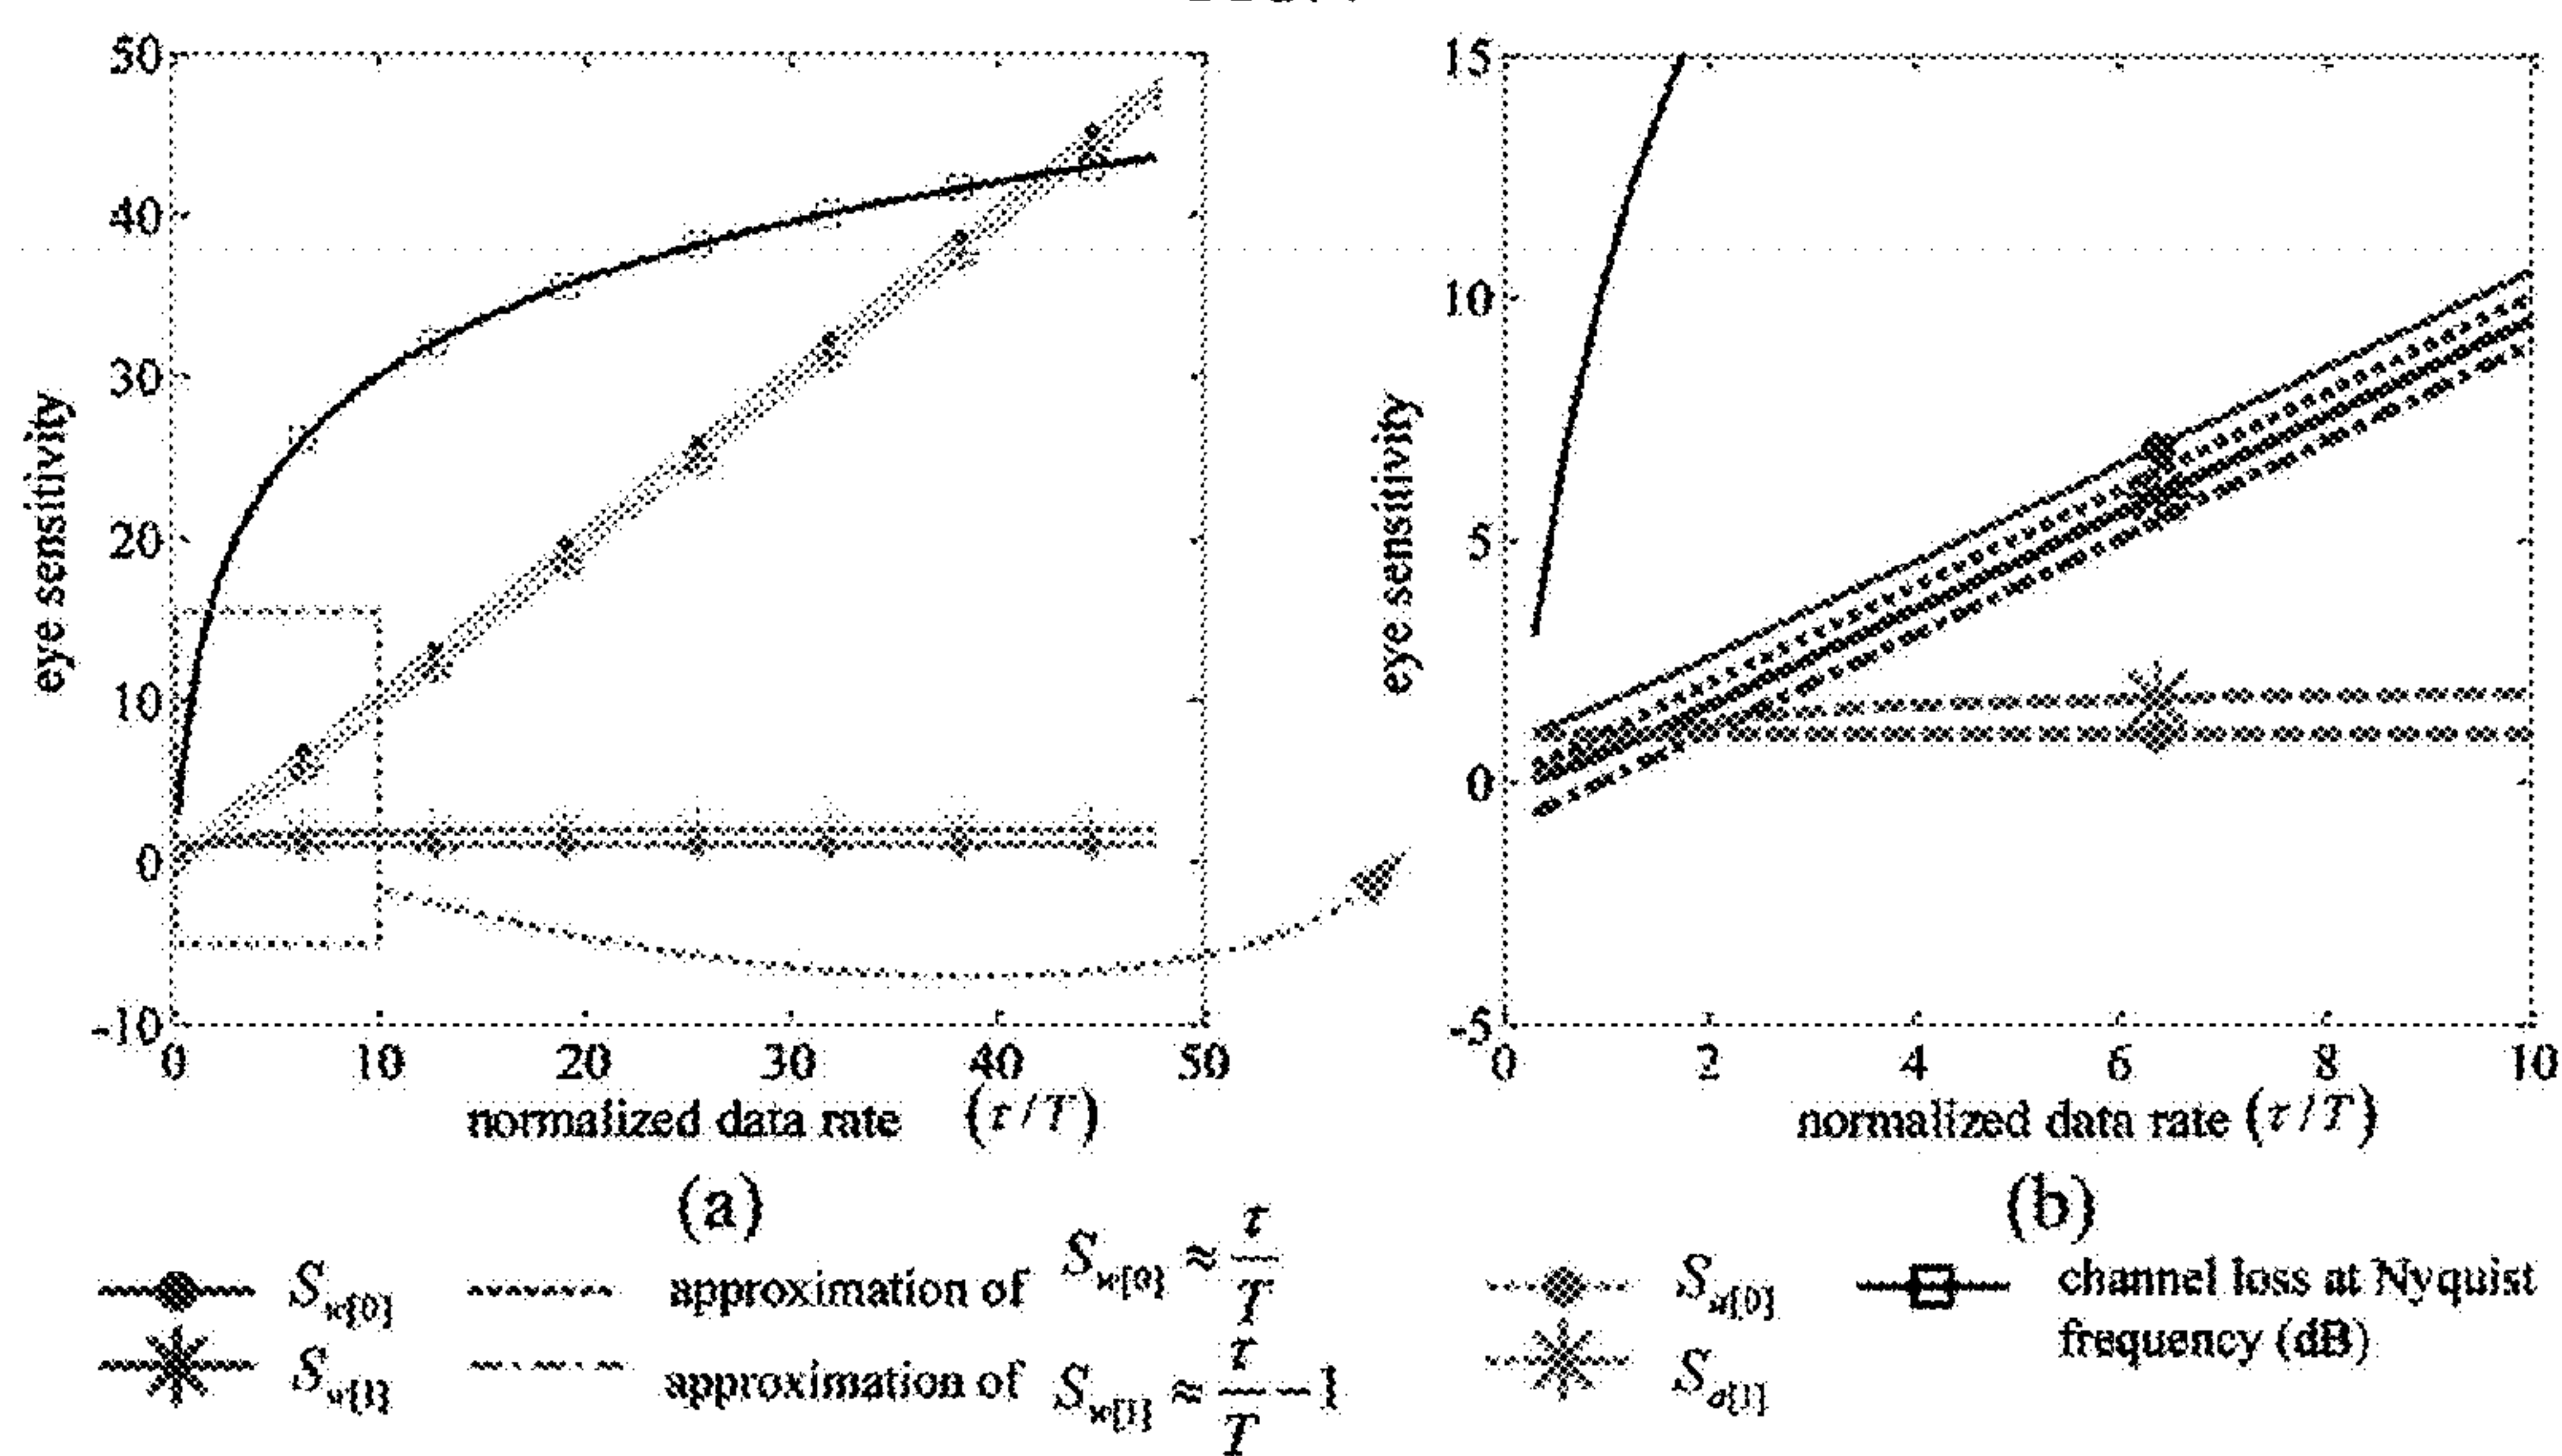 50
40
30
20
10
0
-10
eye sensitivity
0 10 20 30 40 50
normalized data rate (τ/T)
(a)
15
10
5
0
-5
eye sensitivity
0 2 4 6 8 10
normalized data rate (τ/T)
(b)
S_w[0]
approximation of S_w[0] ≈ τ/T
S_w[1]
approximation of S_w[1] ≈ τ/T − 1
S_a[0]
S_a[1]
channel loss at Nyquist
frequency (dB)